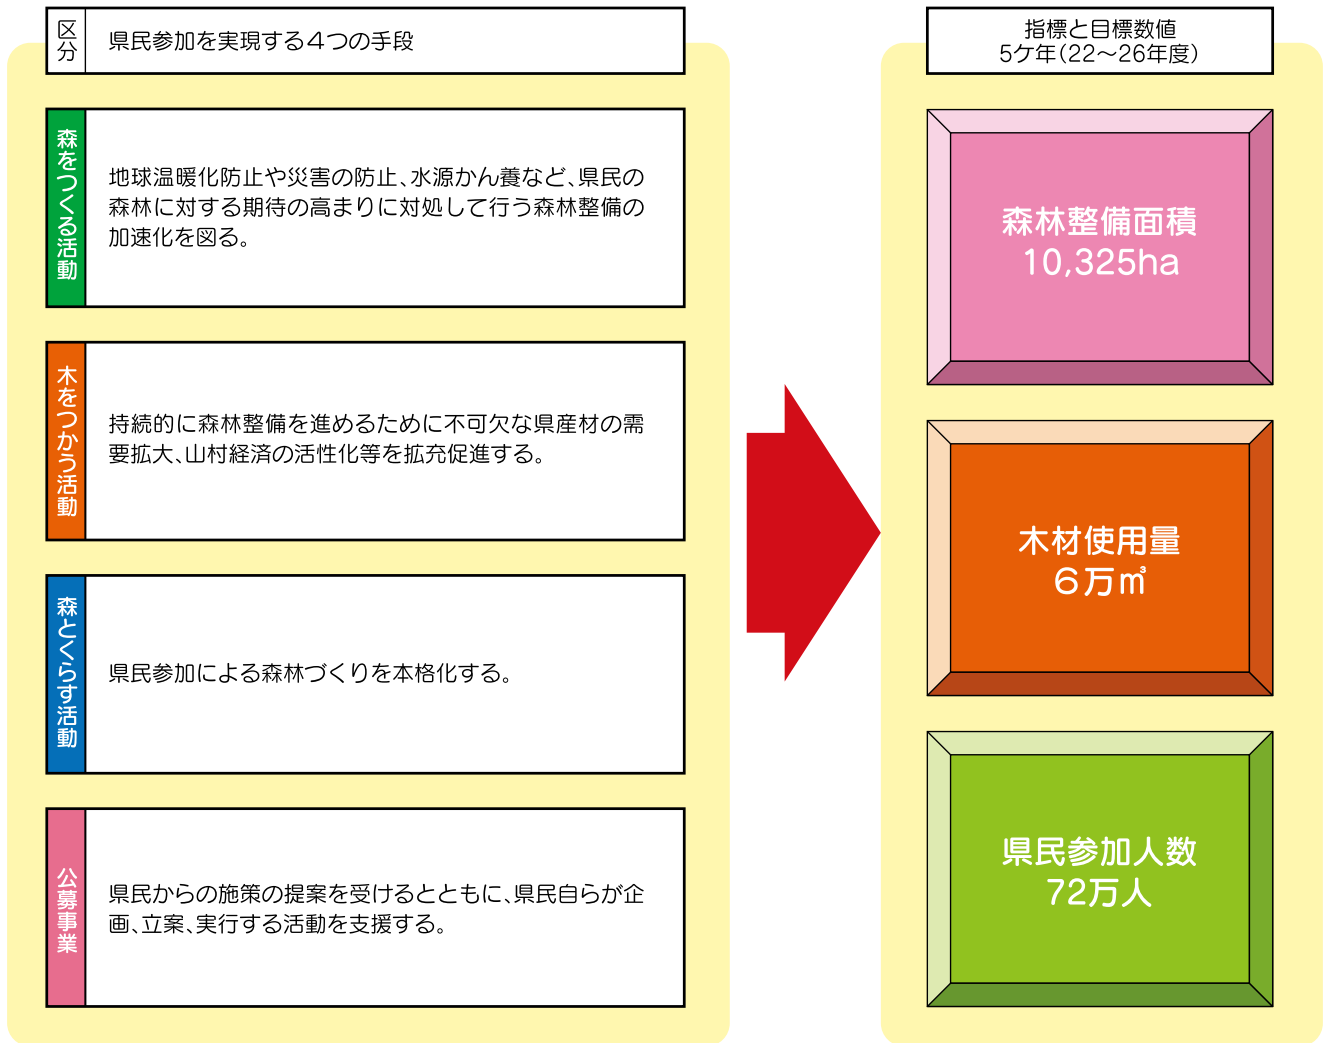 区分
県民参加を実現する４つの手段
森をつくる活動
地球温暖化防止や災害の防止、水源かん養など、県民の
森林に対する期待の高まりに対処して行う森林整備の
加速化を図る。
木をつかう活動
持続的に森林整備を進めるために不可欠な県産材の需
要拡大、山村経済の活性化等を拡充促進する。
森とくらす活動
県民参加による森林づくりを本格化する。
公募事業
県民からの施策の提案を受けるとともに、県民自らが企
画、立案、実行する活動を支援する。
指標と目標数値
5ケ年（22〜26年度）
森林整備面積
10,325ha
木材使用量
６万㎥
県民参加人数
72万人